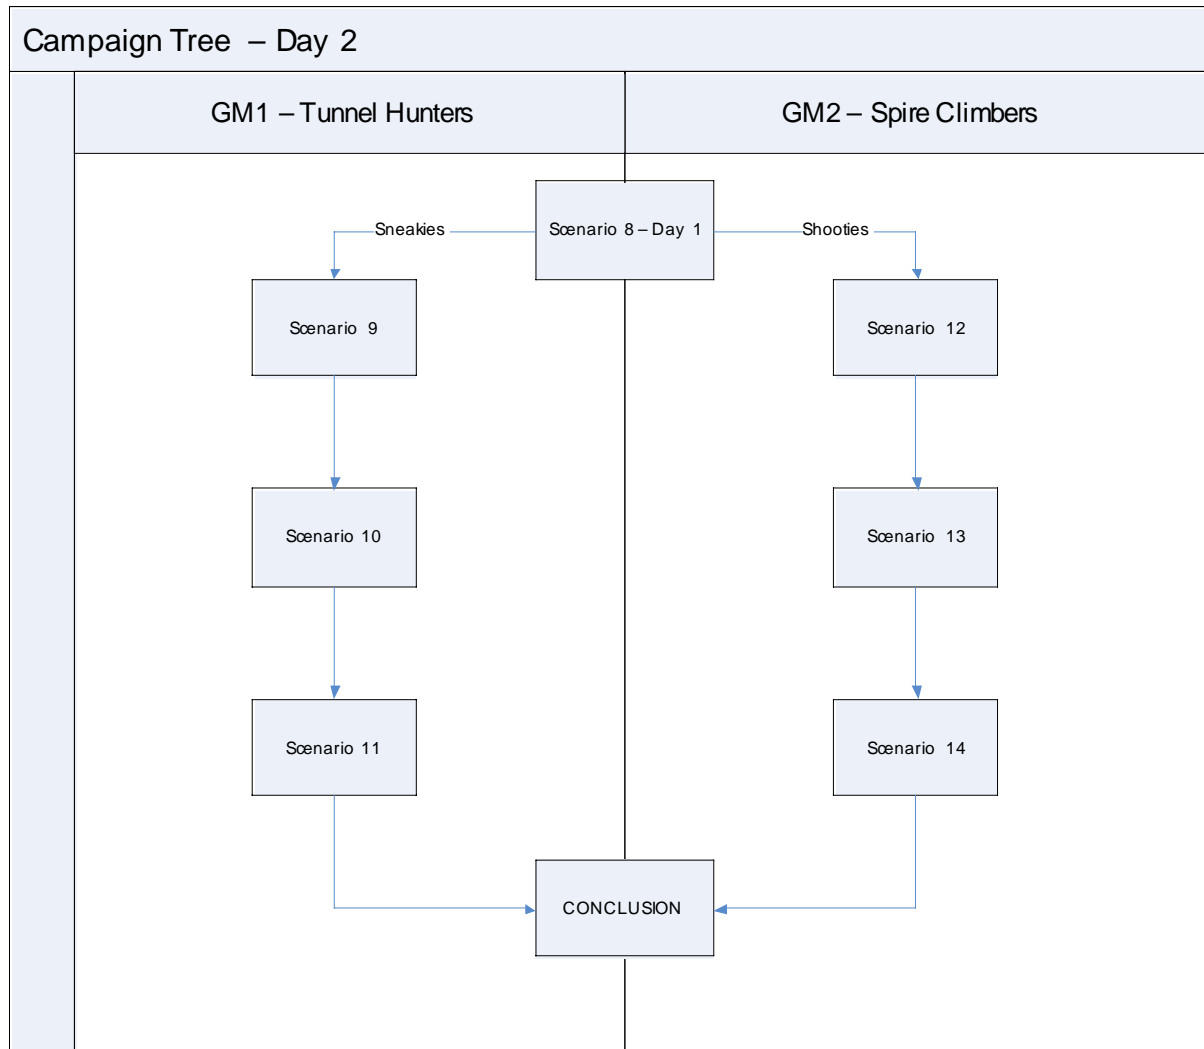 Campaign Tree – Day 2
GM1 – Tunnel Hunters
GM2 – Spire Climbers
Scenario 8 – Day 1
Sneakies
Shooties
Scenario 9
Scenario 12
Scenario 10
Scenario 13
Scenario 11
Scenario 14
CONCLUSION